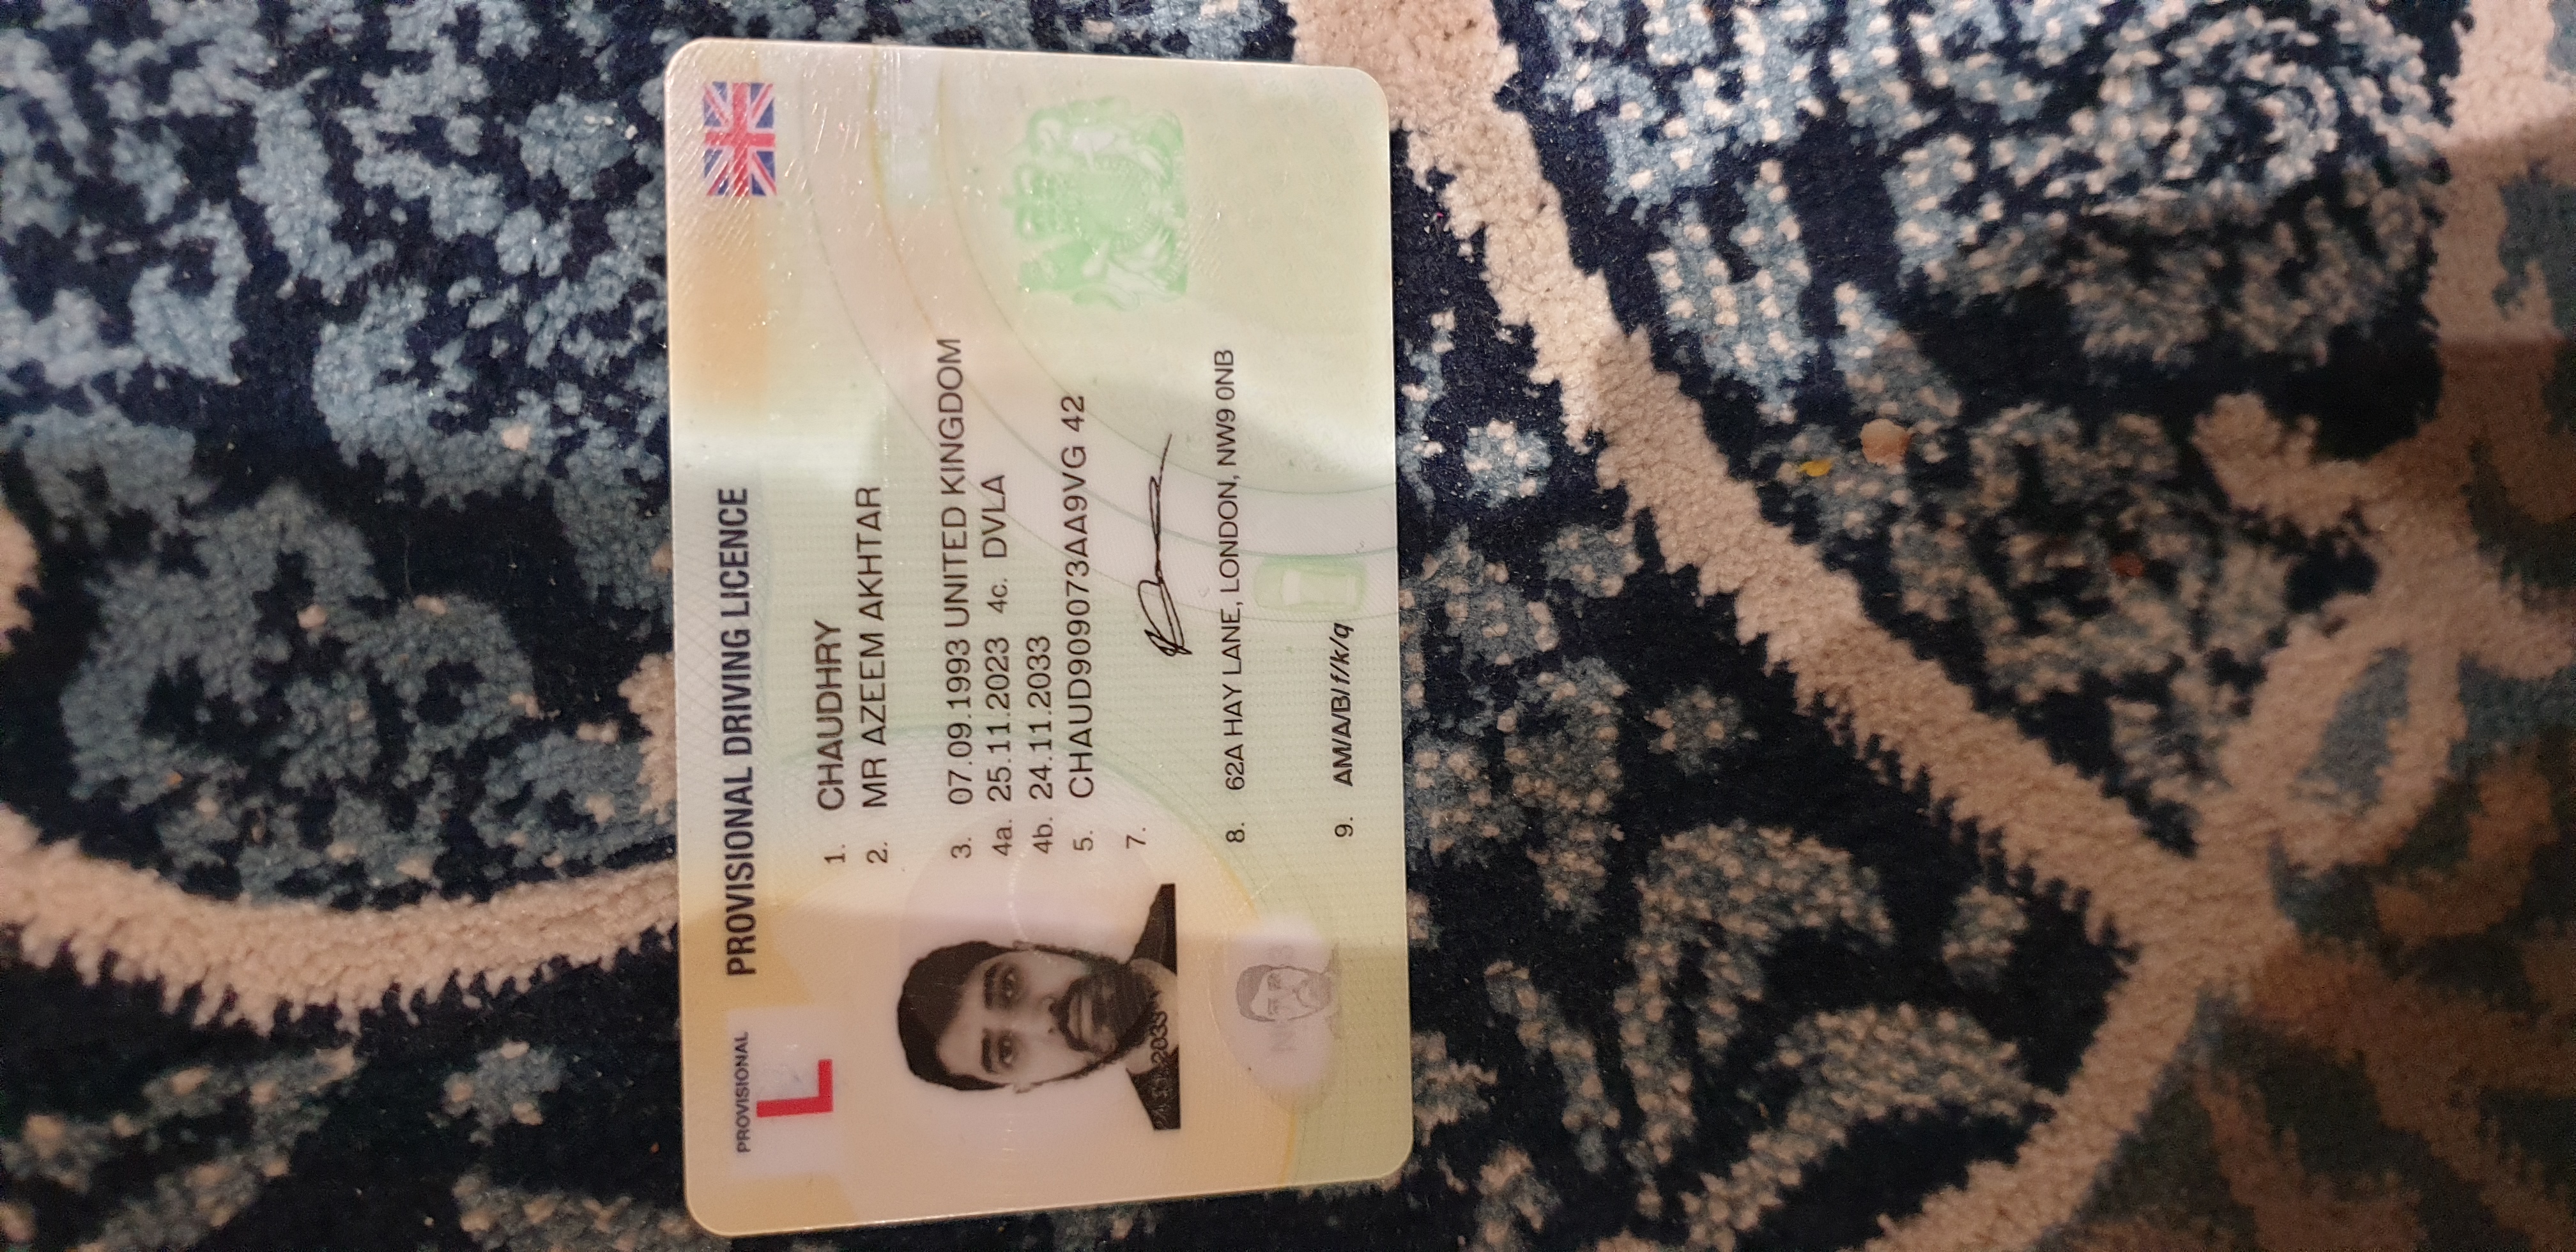 PROVISIONAL
L
PROVISIONAL DRIVING LICENCE
1. CHAUDHRY
2. MR AZEEM AKHTAR
3. 07.09.1993 UNITED KINGDOM
4a. 25.11.2023 4c. DVLA
4b. 24.11.2033
5. CHAUD909073AA9VG 42
7.
8. 62A HAY LANE, LONDON, NW9 0NB
9. AM/A/B/f/k/q